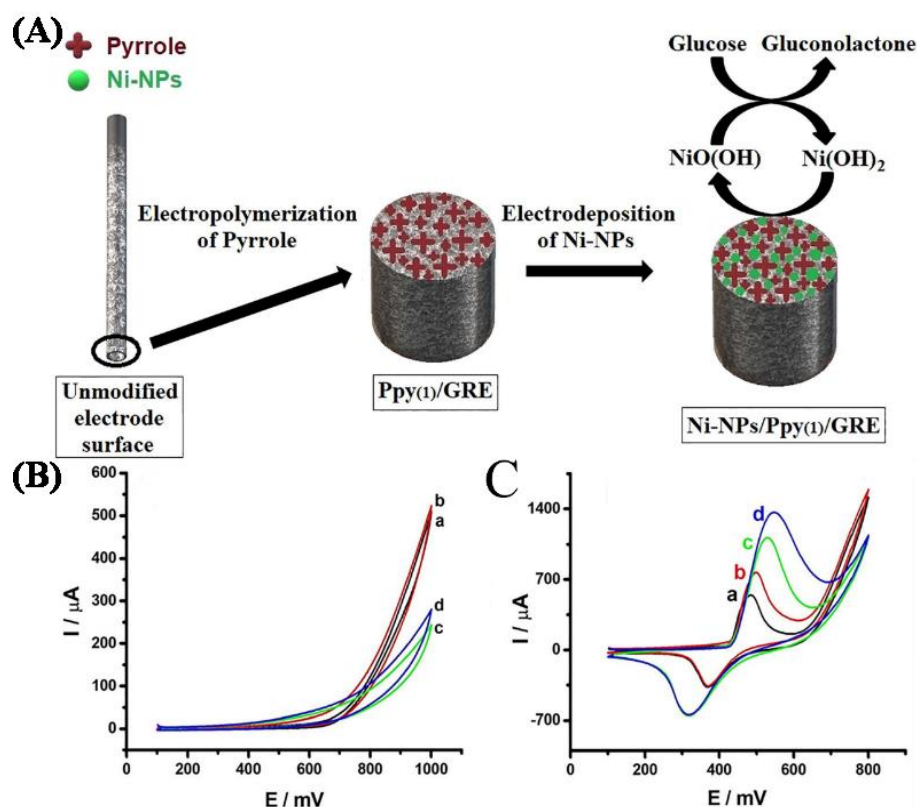 (A)
Pyrrole
Ni-NPs
Glucose Gluconolactone
NiO(OH) Ni(OH)2
Electropolymerization
of Pyrrole
Electrodeposition
of Ni-NPs
Unmodified
electrode
surface
Ppy(1)/GRE
Ni-NPs/Ppy(1)/GRE
(B)
600
500
400
300
200
100
0
I / µA
b
a
d
c
0 200 400 600 800 1000
E / mV
C
1400
700
0
-700
I / µA
d
c
b
a
0 200 400 600 800
E / mV